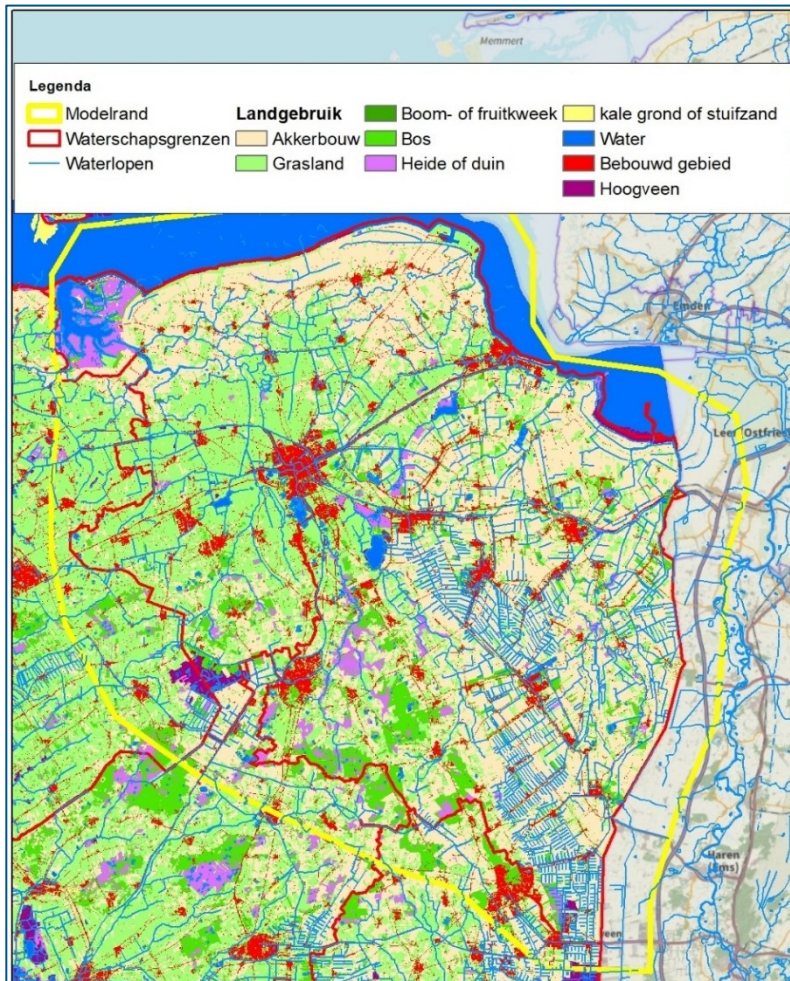 Memmert
Legenda
Modelrand
Waterschapsgrenzen
Waterlopen
Landgebruik
Akkerbouw
Grasland
Boom- of fruitkweek
Bos
Heide of duin
kale grond of stuifzand
Water
Bebouwd gebied
Hoogveen
Emden
Leer (Ostfries
Haren
(Ems)
een